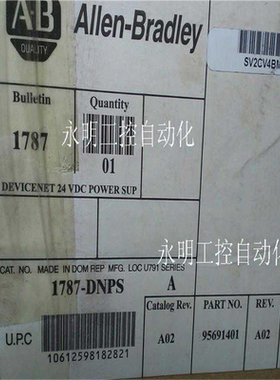 AB
QUALITY
Allen-Bradley
SV2CV4BM
Bulletin
Quantity
1787
01
永明工控自动化
DEVICENET 24 VDC POWER SUP
永明工控自动化
CAT. NO. MADE IN DOM REP MFG. LOC U791 SERIES
1787-DNPS A
Catalog Rev. PART NO. REV.
A02 95691401 A02
U.P.C
10612598182821